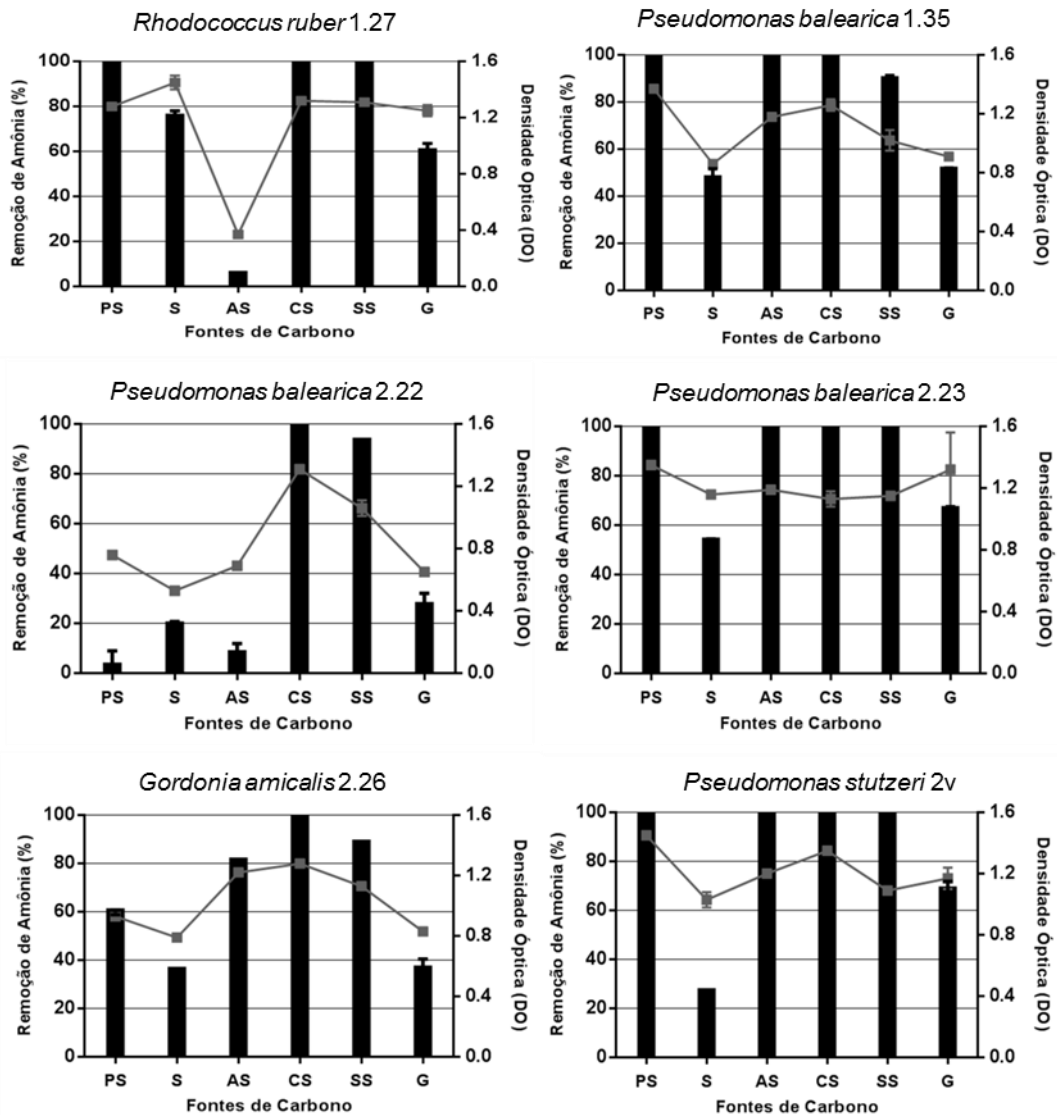 Rhodococcus ruber 1.27
Remoção de Amônia (%)
100
80
60
40
20
0
1.6
1.2
0.8
0.4
0.0
Densidade Optica (DO)
PS S AS CS SS G
Fontes de Carbono
Pseudomonas balearica 1.35
Remoção de Amônia (%)
100
80
60
40
20
0
1.6
1.2
0.8
0.4
0.0
Densidade Óptica (DO)
PS S AS CS SS G
Fontes de Carbono
Pseudomonas balearica 2.22
Remoção de Amônia (%)
100
80
60
40
20
0
1.6
1.2
0.8
0.4
0.0
Densidade Óptica (DO)
PS S AS CS SS G
Fontes de Carbono
Pseudomonas balearica 2.23
Remoção de Amônia (%)
100
80
60
40
20
0
1.6
1.2
0.8
0.4
0.0
Densidade Óptica (DO)
PS S AS CS SS G
Fontes de Carbono
Gordonia amicalis 2.26
Remoção de Amônia (%)
100
80
60
40
20
0
1.6
1.2
0.8
0.4
0.0
Densidade Óptica (DO)
PS S AS CS SS G
Fontes de Carbono
Pseudomonas stutzeri 2v
Remoção de Amônia (%)
100
80
60
40
20
0
1.6
1.2
0.8
0.4
0.0
Densidade Óptica (DO)
PS S AS CS SS G
Fontes de Carbono